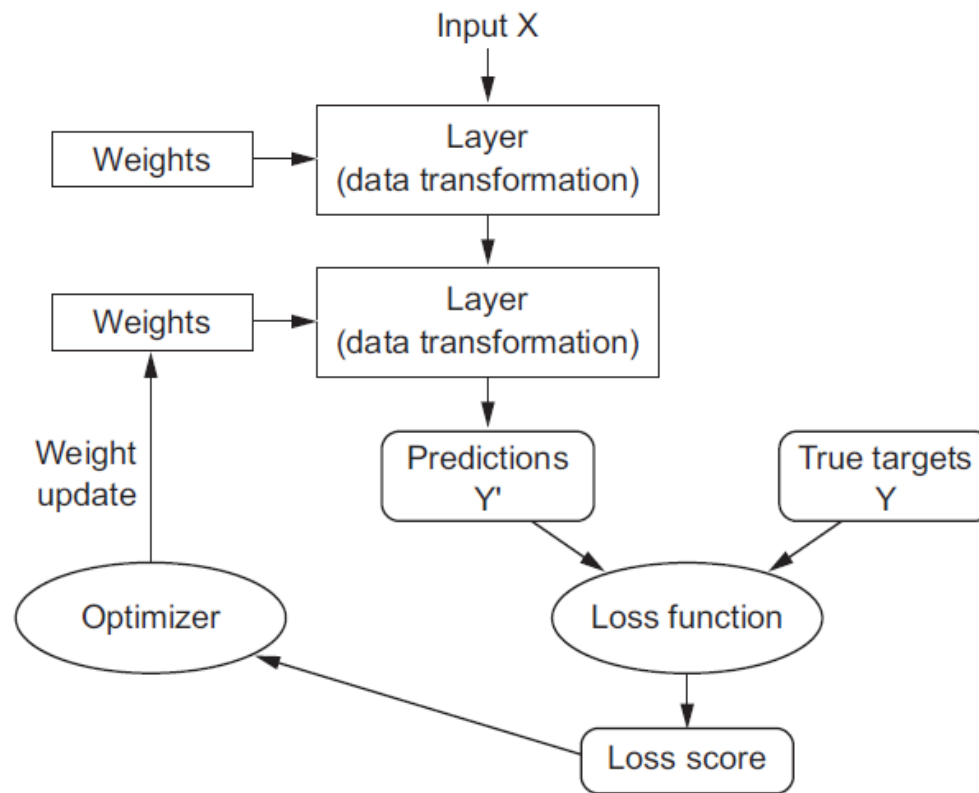 Input X
Weights
Layer
(data transformation)
Weights
Layer
(data transformation)
Weight
update
Predictions
Y'
True targets
Y
Optimizer
Loss function
Loss score